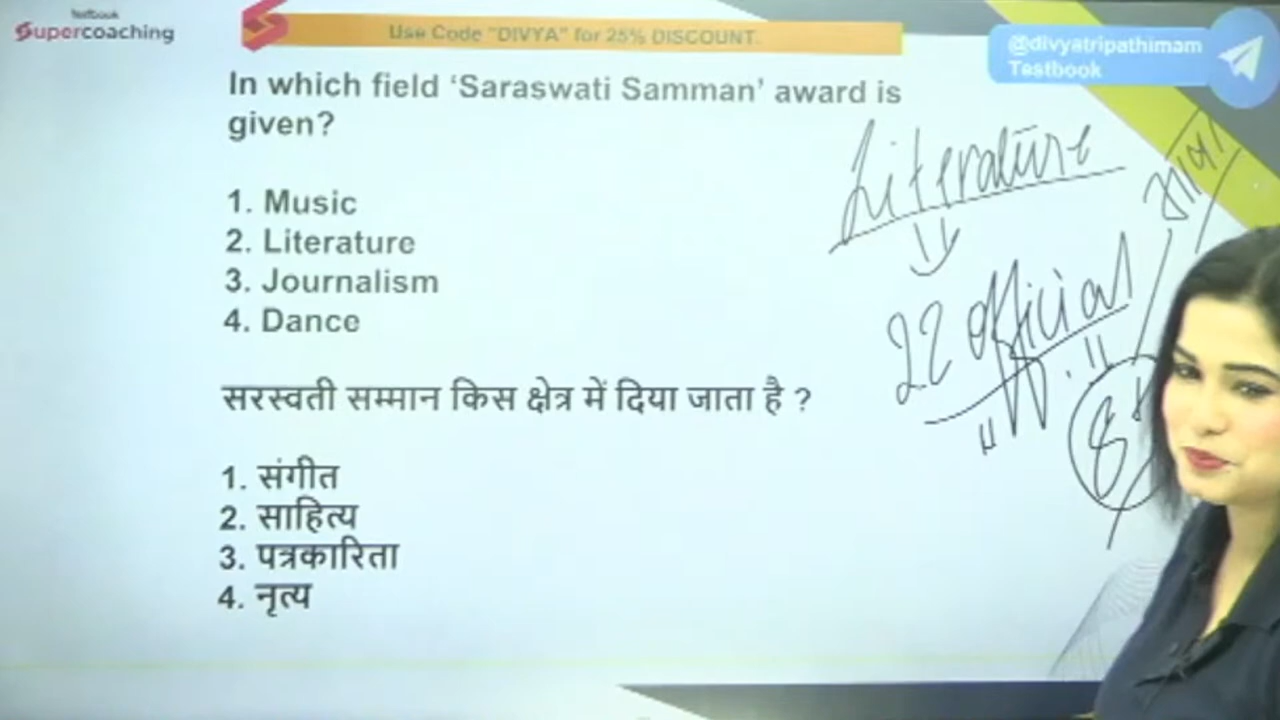 testbook
Supercoaching
Use Code "DIVYA" for 25% DISCOUNT.
@divyatripathimam
Testbook
In which field ‘Saraswati Samman’ award is
given?
1. Music
2. Literature
3. Journalism
4. Dance
सरस्वती सम्मान किस क्षेत्र में दिया जाता है ?
1. संगीत
2. साहित्य
3. पत्रकारिता
4. नृत्य
Literature
22 official